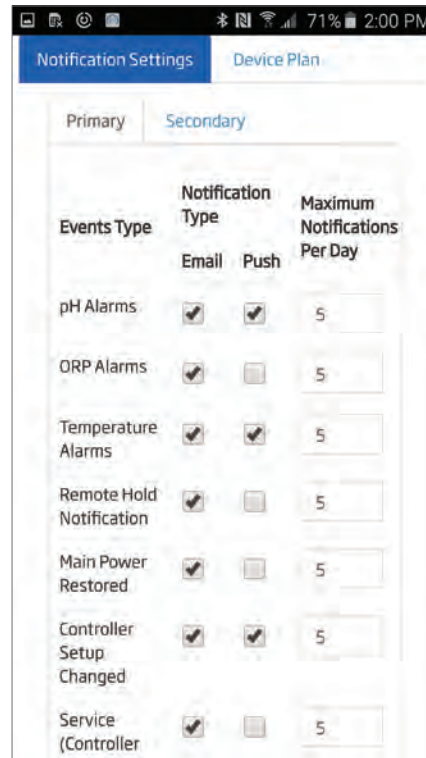 71% 2:00 PM
Notification Settings Device Plan
Primary Secondary
Events Type
Notification
Type
Email Push
Maximum
Notifications
Per Day
pH Alarms 5
ORP Alarms 5
Temperature
Alarms 5
Remote Hold
Notification 5
Main Power
Restored 5
Controller
Setup
Changed 5
Service
(Controller 5